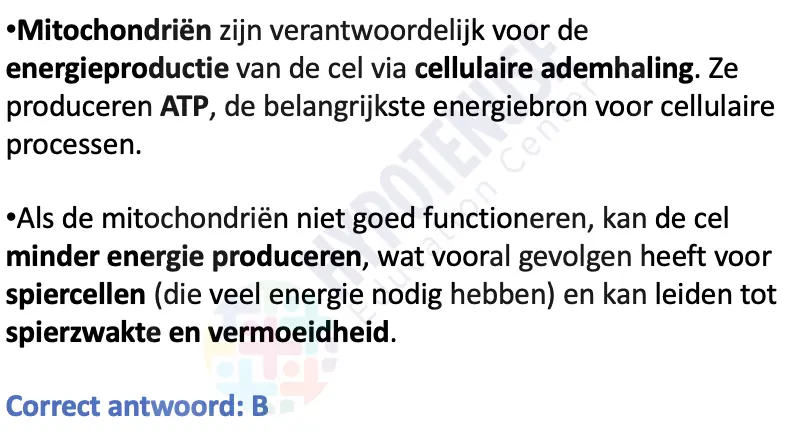 •Mitochondriën zijn verantwoordelijk voor de
energieproductie van de cel via cellulaire ademhaling. Ze
produceren ATP, de belangrijkste energiebron voor cellulaire
processen.
•Als de mitochondriën niet goed functioneren, kan de cel
minder energie produceren, wat vooral gevolgen heeft voor
spiercellen (die veel energie nodig hebben) en kan leiden tot
spierzwakte en vermoeidheid.
Correct antwoord: B
HYPOTENUSE
Education Center